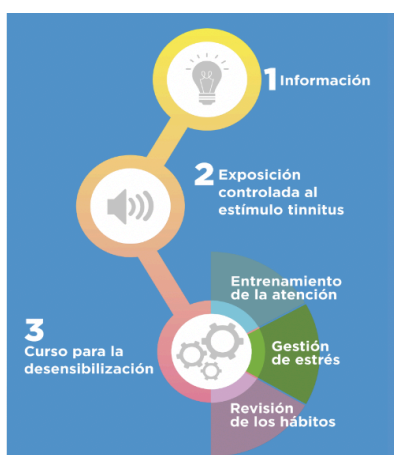 1 Información
2 Exposición
controlada al
estímulo tinnitus
3
Curso para la
desensibilización
Entrenamiento
de la atención
Gestión
de estrés
Revisión
de los hábitos